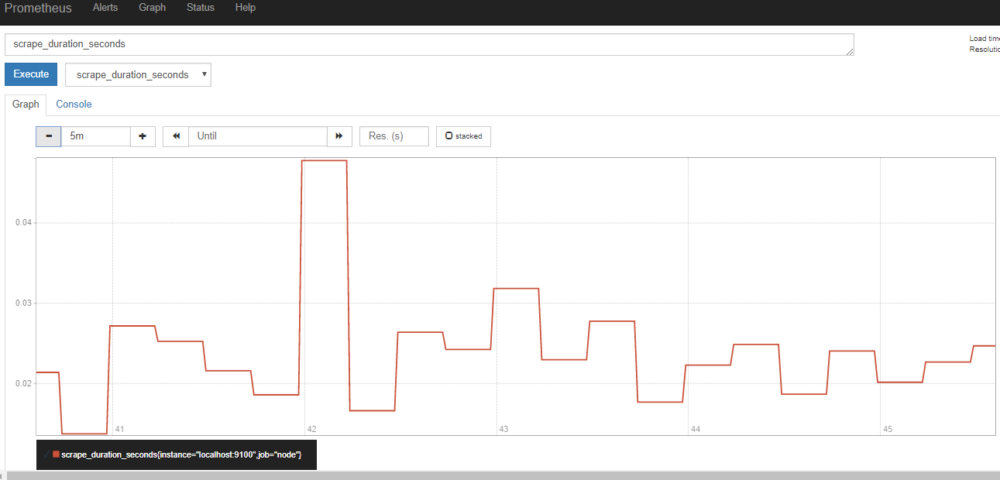 Prometheus Alerts Graph Status Help
scrape_duration_seconds
Load time
Resolutio
Execute scrape_duration_seconds
Graph Console
5m Until Res. (s) stacked
0.04
0.03
0.02
41 42 43 44 45
scrape_duration_seconds{instance="localhost:9100",job="node"}